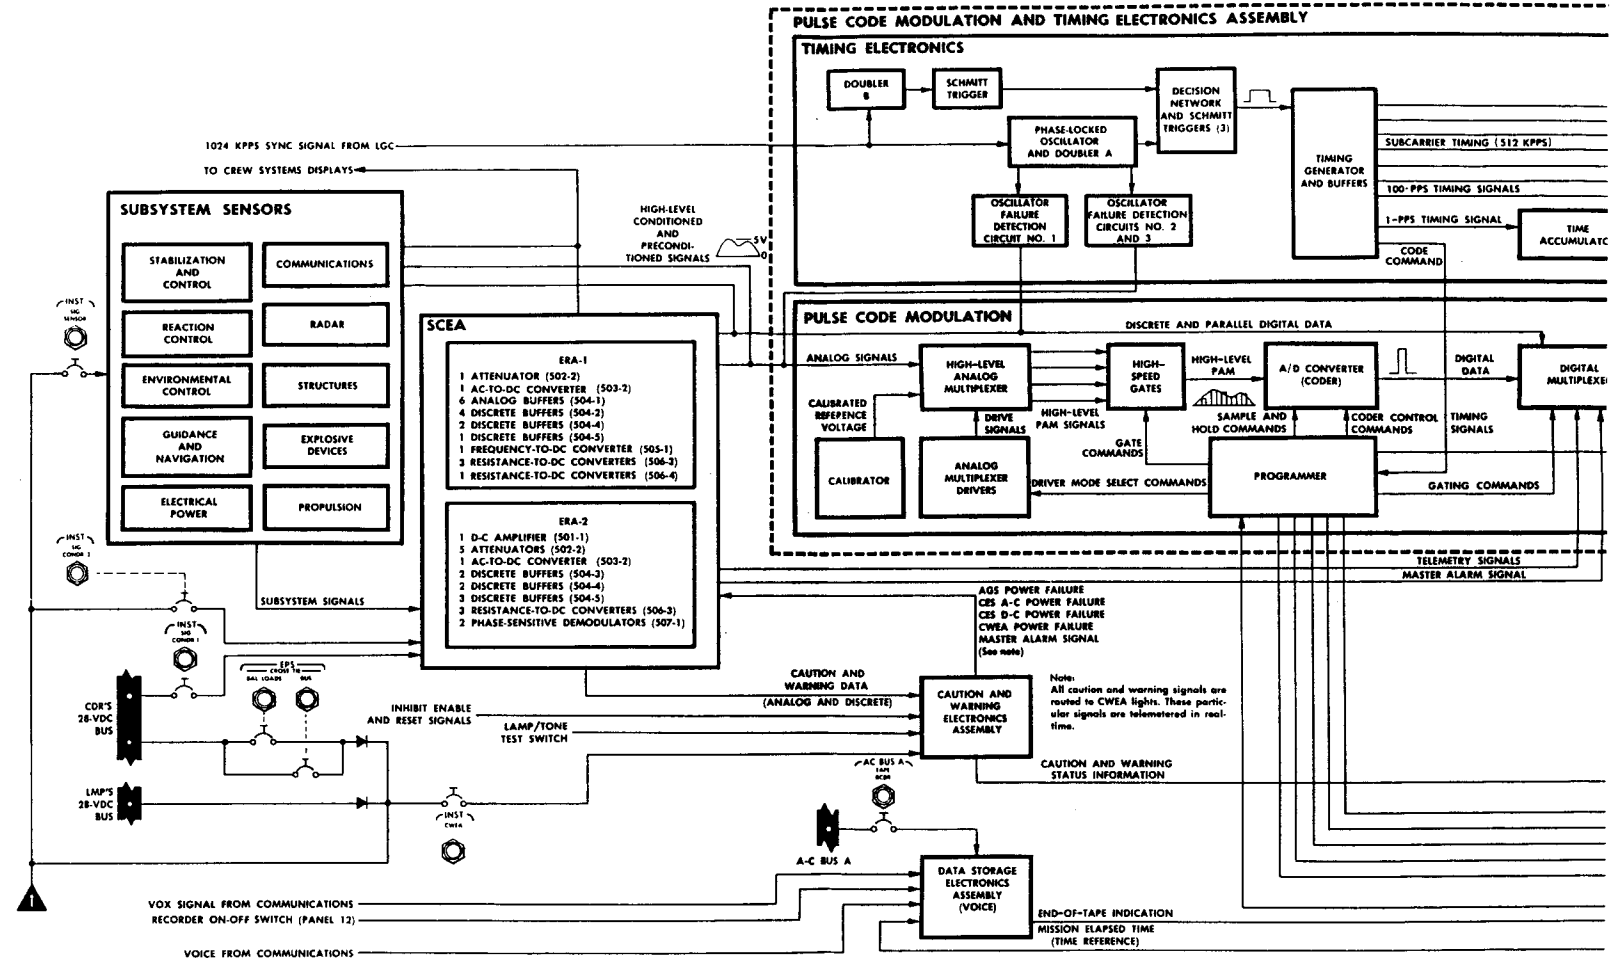 PULSE CODE MODULATION AND TIMING ELECTRONICS ASSEMBLY
TIMING ELECTRONICS
DOUBLER
B
SCHMITT
TRIGGER
DECISION
NETWORK
AND SCHMITT
TRIGGERS (3)
PHASE-LOCKED
OSCILLATOR
AND DOUBLER A
TIMING
GENERATOR
AND BUFFERS
SUBCARRIER TIMING (512 KPPS)
100-PPS TIMING SIGNALS
1-PPS TIMING SIGNAL
TIME
ACCUMULATO
CODE
COMMAND
OSCILLATOR
FAILURE
DETECTION
CIRCUIT NO. 1
OSCILLATOR
FAILURE DETECTION
CIRCUITS NO. 2
AND 3
1024 KPPS SYNC SIGNAL FROM LGC
TO CREW SYSTEMS DISPLAYS
HIGH-LEVEL
CONDITIONED
AND
PRECONDI-
TIONED SIGNALS
5V
0
SUBSYSTEM SENSORS
STABILIZATION
AND
CONTROL
COMMUNICATIONS
REACTION
CONTROL
RADAR
ENVIRONMENTAL
CONTROL
STRUCTURES
GUIDANCE
AND
NAVIGATION
EXPLOSIVE
DEVICES
ELECTRICAL
POWER
PROPULSION
INST
SIG
SENSOR
SCEA
ERA-1
1 ATTENUATOR (502-2)
1 AC-TO-DC CONVERTER (503-2)
6 ANALOG BUFFERS (504-1)
4 DISCRETE BUFFERS (504-2)
2 DISCRETE BUFFERS (504-4)
1 DISCRETE BUFFERS (504-5)
1 FREQUENCY-TO-DC CONVERTER (505-1)
3 RESISTANCE-TO-DC CONVERTERS (506-3)
1 RESISTANCE-TO-DC CONVERTERS (506-4)
ERA-2
1 D-C AMPLIFIER (501-1)
5 ATTENUATORS (502-2)
1 AC-TO-DC CONVERTER (503-2)
2 DISCRETE BUFFERS (504-3)
2 DISCRETE BUFFERS (504-4)
3 DISCRETE BUFFERS (504-5)
3 RESISTANCE-TO-DC CONVERTERS (506-3)
2 PHASE-SENSITIVE DEMODULATORS (507-1)
PULSE CODE MODULATION
DISCRETE AND PARALLEL DIGITAL DATA
ANALOG SIGNALS
HIGH-LEVEL
ANALOG
MULTIPLEXER
HIGH-
SPEED
GATES
HIGH-LEVEL
PAM
A/D CONVERTER
(CODER)
DIGITAL
DATA
DIGITAL
MULTIPLEXE
CALIBRATED
REFERENCE
VOLTAGE
DRIVE
SIGNALS
HIGH-LEVEL
PAM SIGNALS
SAMPLE AND
HOLD COMMANDS
CODER CONTROL
COMMANDS
TIMING
SIGNALS
GATE
COMMANDS
CALIBRATOR
ANALOG
MULTIPLEXER
DRIVERS
PROGRAMMER
DRIVER MODE SELECT COMMANDS
GATING COMMANDS
TELEMETRY SIGNALS
MASTER ALARM SIGNAL
INST
SIG
CONDR 2
SUBSYSTEM SIGNALS
INST
SIG
CONDR 1
EPS
CROSS TIE
BAL LOADS
BUS
CDR'S
28-VDC
BUS
LMP'S
28-VDC
BUS
INST
CWEA
1
AGS POWER FAILURE
CES A-C POWER FAILURE
CES D-C POWER FAILURE
CWEA POWER FAILURE
MASTER ALARM SIGNAL
(See note)
CAUTION AND
WARNING DATA
(ANALOG AND DISCRETE)
INHIBIT ENABLE
AND RESET SIGNALS
LAMP/TONE
TEST SWITCH
CAUTION AND
WARNING
ELECTRONICS
ASSEMBLY
Note:
All caution and warning signals are
routed to CWEA lights. These partic-
ular signals are telemetered in real-
time.
CAUTION AND WARNING
STATUS INFORMATION
AC BUS A
TAPE
RCDR
A-C BUS A
DATA STORAGE
ELECTRONICS
ASSEMBLY
(VOICE)
VOX SIGNAL FROM COMMUNICATIONS
RECORDER ON-OFF SWITCH (PANEL 12)
VOICE FROM COMMUNICATIONS
END-OF-TAPE INDICATION
MISSION ELAPSED TIME
(TIME REFERENCE)